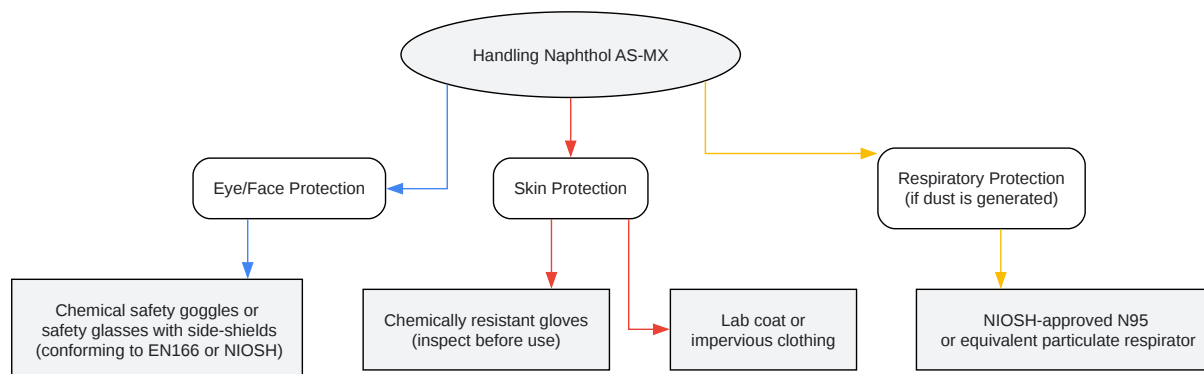 Handling Naphthol AS-MX
Eye/Face Protection
Skin Protection
Respiratory Protection
(if dust is generated)
Chemical safety goggles or
safety glasses with side-shields
(conforming to EN166 or NIOSH)
Chemically resistant gloves
(inspect before use)
Lab coat or
impervious clothing
NIOSH-approved N95
or equivalent particulate respirator